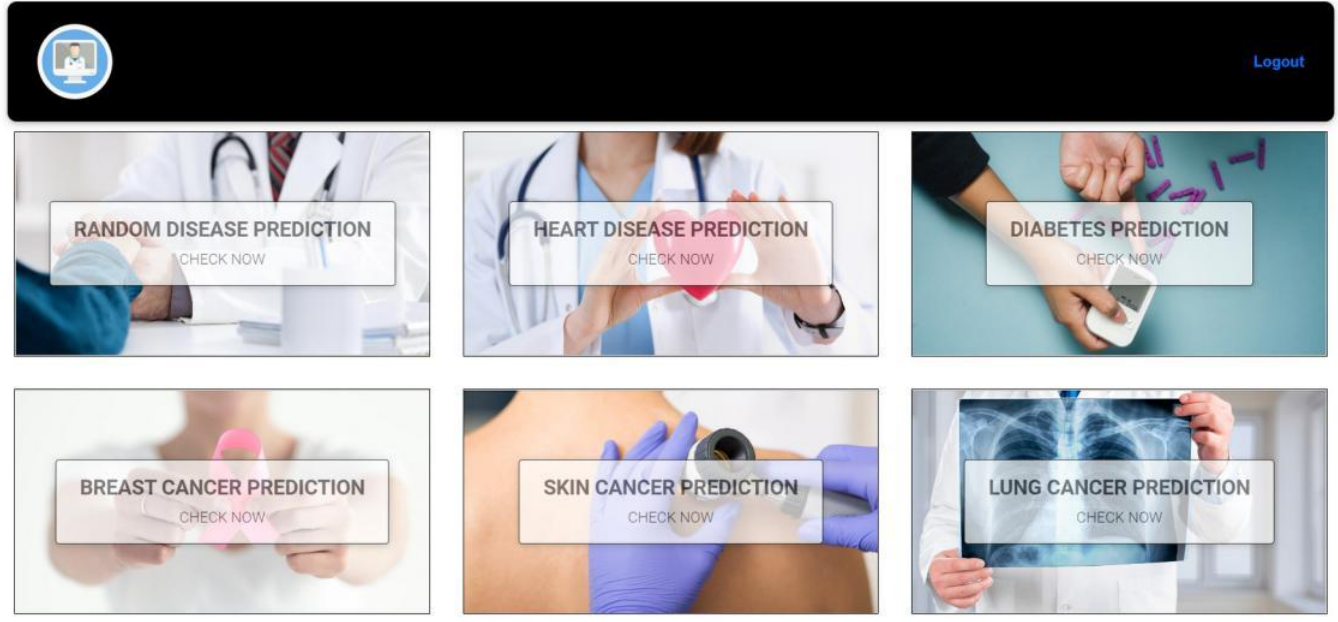 Logout
RANDOM DISEASE PREDICTION
CHECK NOW
HEART DISEASE PREDICTION
CHECK NOW
DIABETES PREDICTION
CHECK NOW
BREAST CANCER PREDICTION
CHECK NOW
SKIN CANCER PREDICTION
CHECK NOW
LUNG CANCER PREDICTION
CHECK NOW